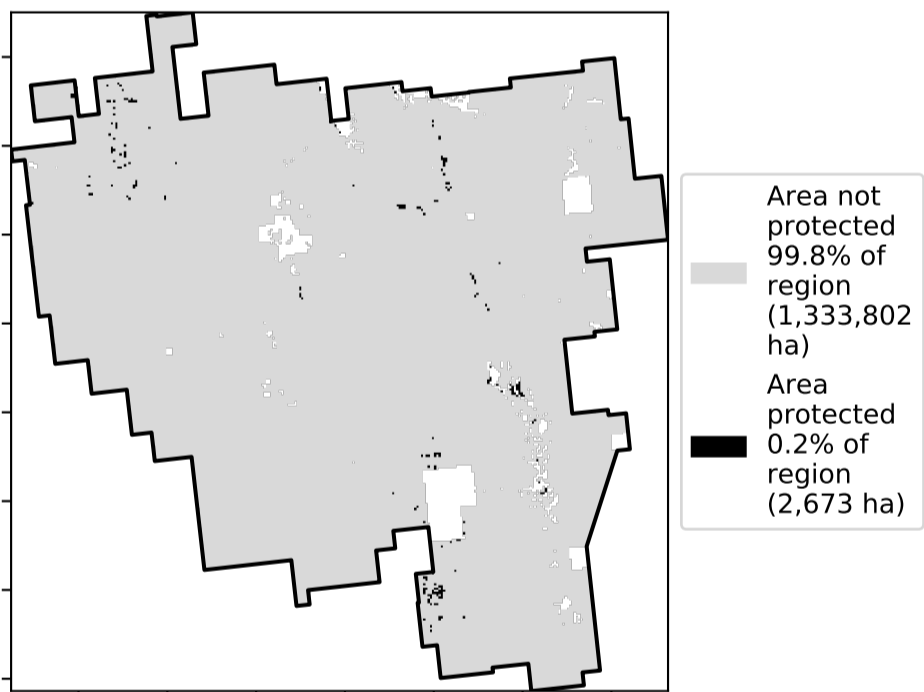 Area not
protected
99.8% of
region
(1,333,802
ha)
Area
protected
0.2% of
region
(2,673 ha)